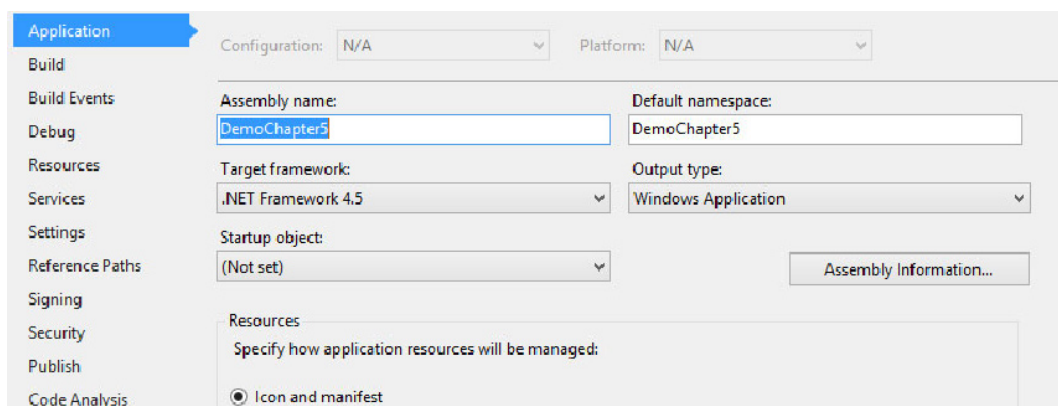 Application
Build
Build Events
Debug
Resources
Services
Settings
Reference Paths
Signing
Security
Publish
Code Analysis
Configuration: N/A Platform: N/A
Assembly name: Default namespace:
DemoChapter5 DemoChapter5
Target framework: Output type:
.NET Framework 4.5 Windows Application
Startup object:
(Not set) Assembly Information...
Resources
Specify how application resources will be managed:
Icon and manifest